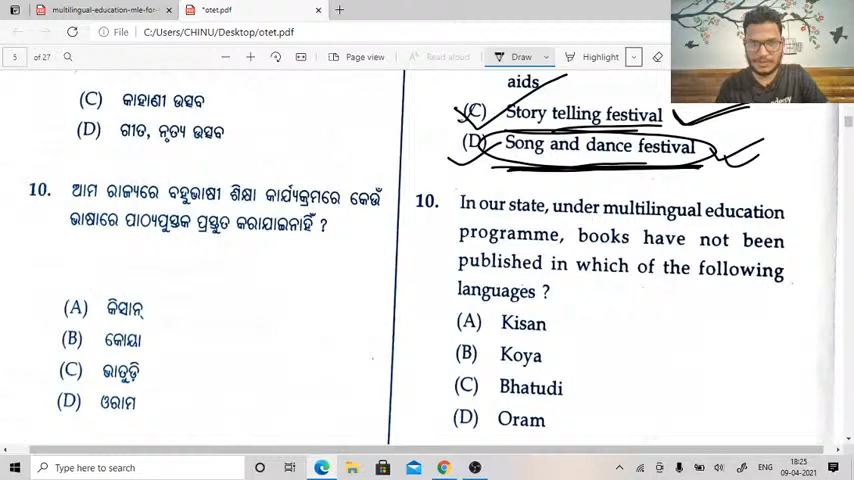 multilingual-education-mle-for-
*otet.pdf
File
C:/Users/CHINU/Desktop/otet.pdf
5
of 27
Page view
Read aloud
Draw
Highlight
(C) କାହାଣୀ ଉତ୍ସବ
(D) ଗୀତ, ନୃତ୍ୟ ଉତ୍ସବ
10. ଆମ ରାଜ୍ୟରେ ବହୁଭାଷୀ ଶିକ୍ଷା କାର୍ଯ୍ୟକ୍ରମରେ କେଉଁ
ଭାଷାରେ ପାଠ୍ୟପୁସ୍ତକ ପ୍ରସ୍ତୁତ କରାଯାଇନାହିଁ ?
(A) କିସାନ୍
(B) କୋୟା
(C) ଭାତୁଡ଼ି
(D) ଓରାମ
aids
(C) Story telling festival
(D) Song and dance festival
10. In our state, under multilingual education
programme, books have not been
published in which of the following
languages ?
(A) Kisan
(B) Koya
(C) Bhatudi
(D) Oram
Type here to search
ENG
18:25
09-04-2021